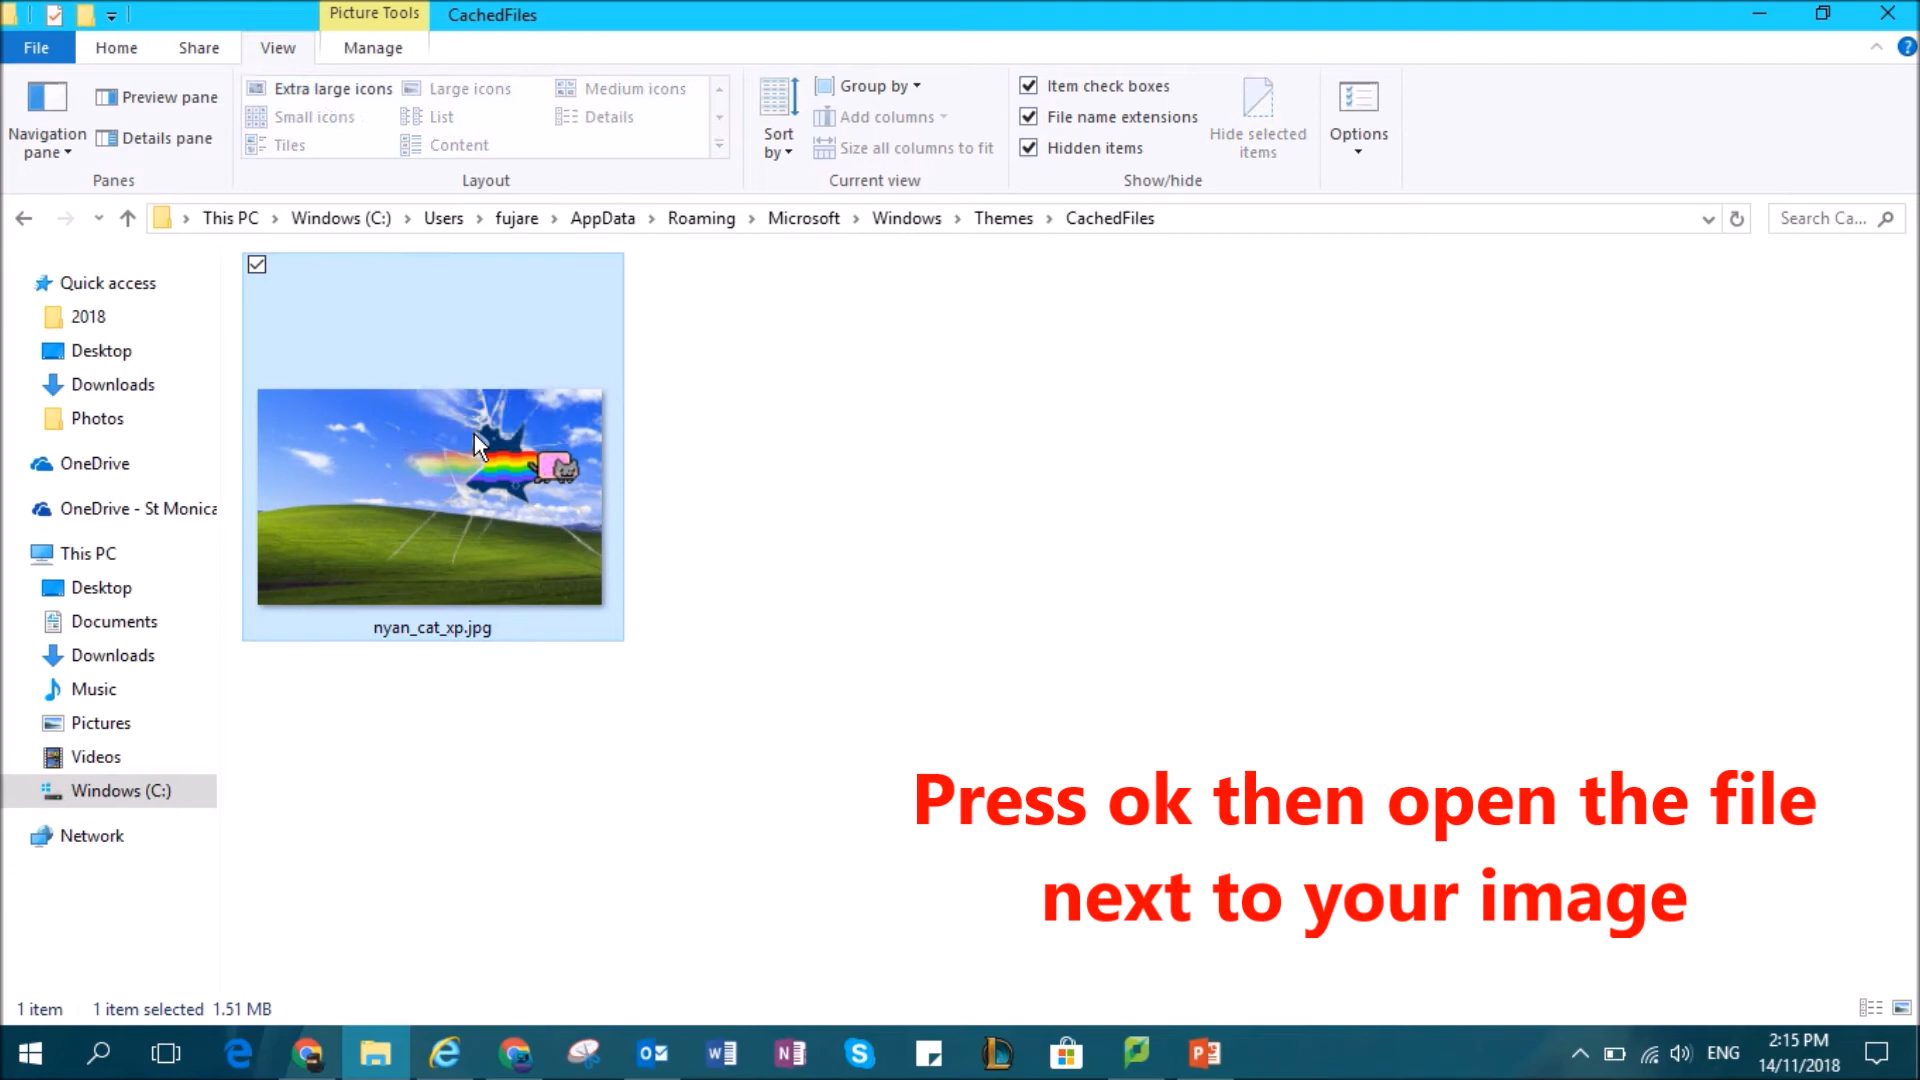 Picture Tools CachedFiles
File Home Share View Manage
Navigation pane
Preview pane
Details pane
Panes
Extra large icons Large icons Medium icons
Small icons List Details
Tiles Content
Layout
Sort by
Group by
Add columns
Size all columns to fit
Current view
Item check boxes
File name extensions
Hidden items
Hide selected items
Show/hide
Options
This PC Windows (C:) Users fujare AppData Roaming Microsoft Windows Themes CachedFiles
Search Ca...
Quick access
2018
Desktop
Downloads
Photos
OneDrive
OneDrive - St Monica
This PC
Desktop
Documents
Downloads
Music
Pictures
Videos
Windows (C:)
Network
nyan_cat_xp.jpg
Press ok then open the file
next to your image
1 item 1 item selected 1.51 MB
ENG
2:15 PM
14/11/2018